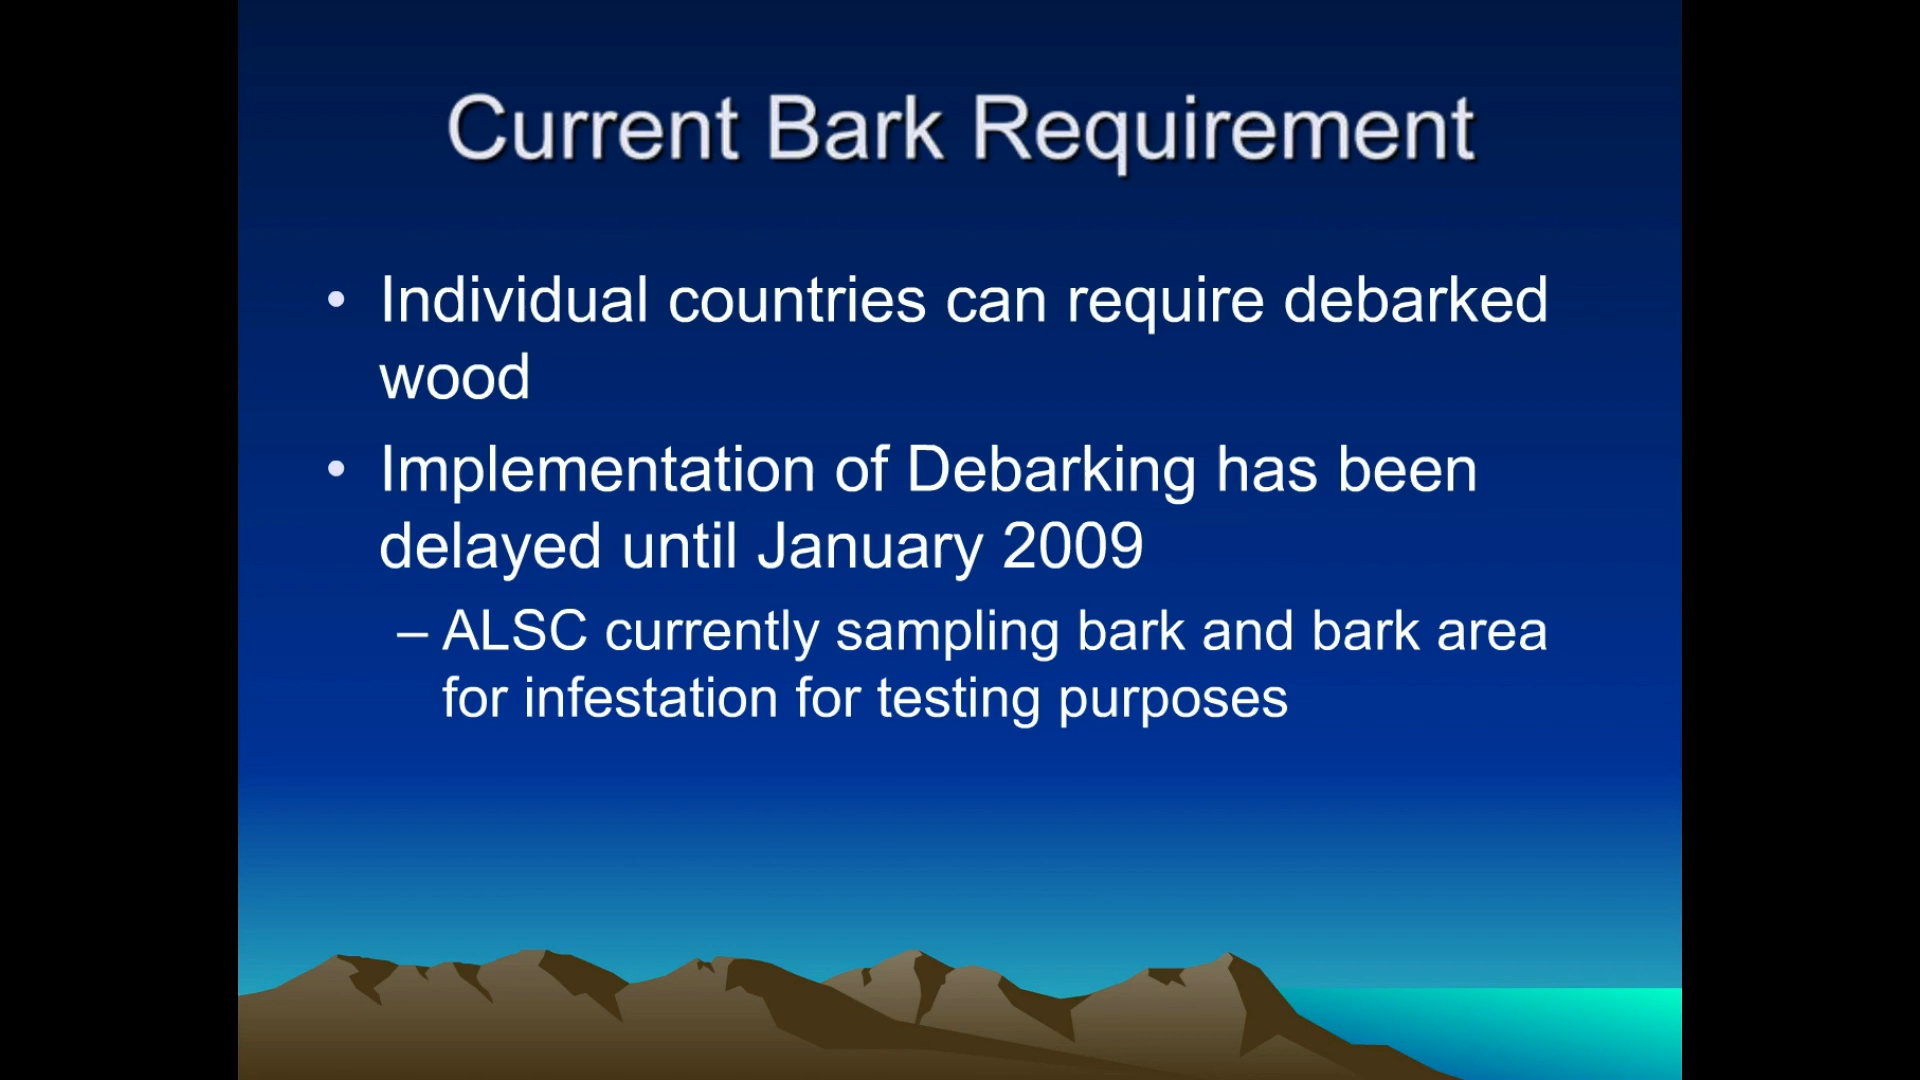 Current Bark Requirement
• Individual countries can require debarked
wood
• Implementation of Debarking has been
delayed until January 2009
– ALSC currently sampling bark and bark area
for infestation for testing purposes